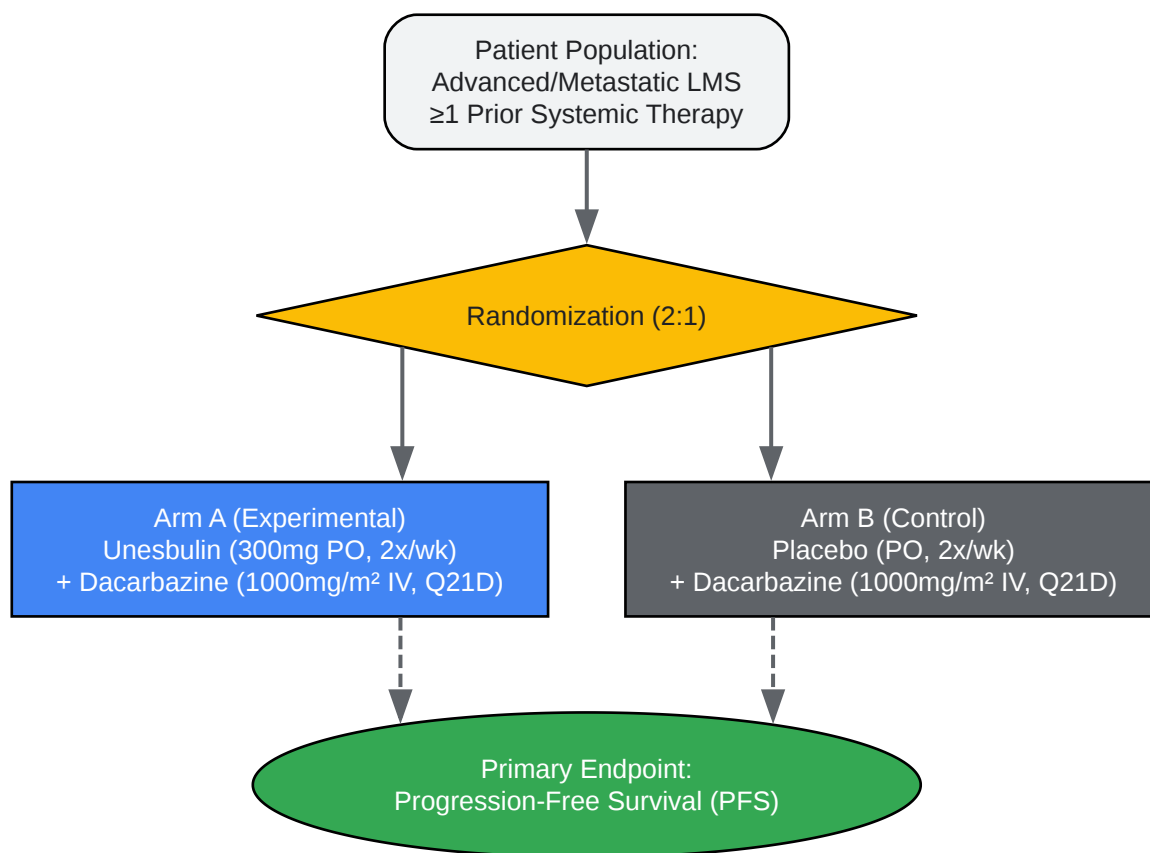 Patient Population:
Advanced/Metastatic LMS
≥1 Prior Systemic Therapy
Randomization (2:1)
Arm A (Experimental)
Unesbulin (300mg PO, 2x/wk)
+ Dacarbazine (1000mg/m² IV, Q21D)
Arm B (Control)
Placebo (PO, 2x/wk)
+ Dacarbazine (1000mg/m² IV, Q21D)
Primary Endpoint:
Progression-Free Survival (PFS)